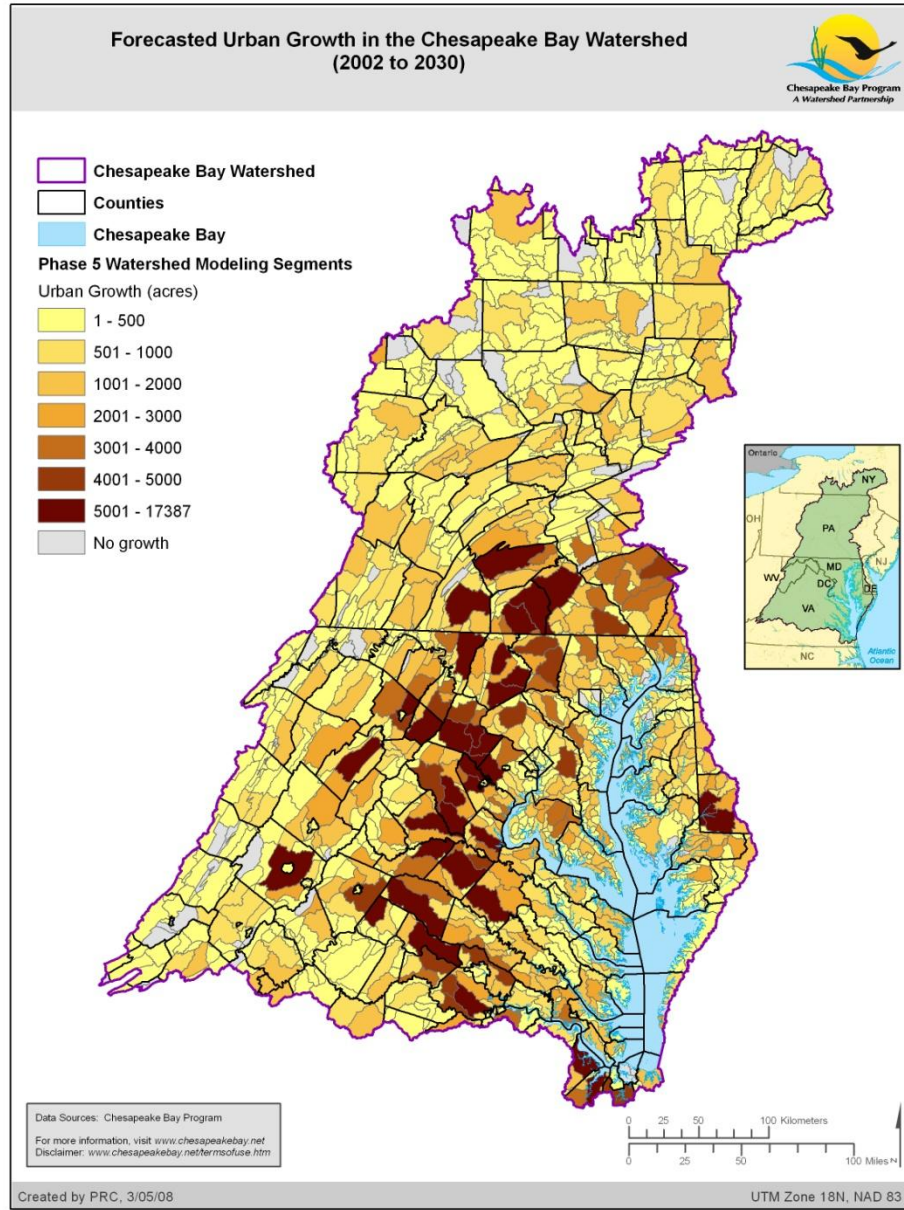 Forecasted Urban Growth in the Chesapeake Bay Watershed
(2002 to 2030)
Chesapeake Bay Program
A Watershed Partnership
Chesapeake Bay Watershed
Counties
Chesapeake Bay
Phase 5 Watershed Modeling Segments
Urban Growth (acres)
1 - 500
501 - 1000
1001 - 2000
2001 - 3000
3001 - 4000
4001 - 5000
5001 - 17387
No growth
Ontario
NY
OH
PA
NJ
MD
WV
DC
DE
VA
NC
Atlantic
Ocean
Data Sources: Chesapeake Bay Program
For more information, visit www.chesapeakebay.net
Disclaimer: www.chesapeakebay.net/termsofuse.htm
0 25 50 100 Kilometers
0 25 50 100 Miles
N
Created by PRC, 3/05/08
UTM Zone 18N, NAD 83